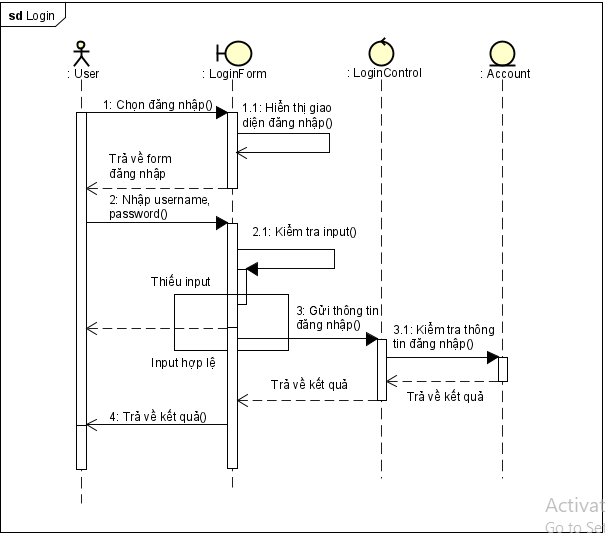 sd Login
: User
: LoginForm
: LoginControl
: Account
1: Chọn đăng nhập()
1.1: Hiển thị giao
diện đăng nhập()
Trả về form
đăng nhập
2: Nhập username,
password()
2.1: Kiểm tra input()
Thiếu input
3: Gửi thông tin
đăng nhập()
3.1: Kiểm tra thông
tin đăng nhập()
Input hợp lệ
Trả về kết quả
Trả về kết quả
4: Trả về kết quả()
Activat
Go to Set